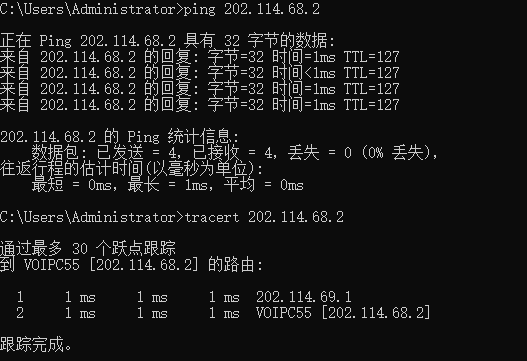 C:\Users\Administrator>ping 202.114.68.2
正在 Ping 202.114.68.2 具有 32 字节的数据:
来自 202.114.68.2 的回复: 字节=32 时间=1ms TTL=127
来自 202.114.68.2 的回复: 字节=32 时间<1ms TTL=127
来自 202.114.68.2 的回复: 字节=32 时间=1ms TTL=127
来自 202.114.68.2 的回复: 字节=32 时间=1ms TTL=127
202.114.68.2 的 Ping 统计信息:
数据包: 已发送 = 4, 已接收 = 4, 丢失 = 0 (0% 丢失),
往返行程的估计时间(以毫秒为单位):
最短 = 0ms, 最长 = 1ms, 平均 = 0ms
C:\Users\Administrator>tracert 202.114.68.2
通过最多 30 个跃点跟踪
到 VOIPC55 [202.114.68.2] 的路由:
1 1 ms 1 ms 1 ms 202.114.69.1
2 1 ms 1 ms 1 ms VOIPC55 [202.114.68.2]
跟踪完成。